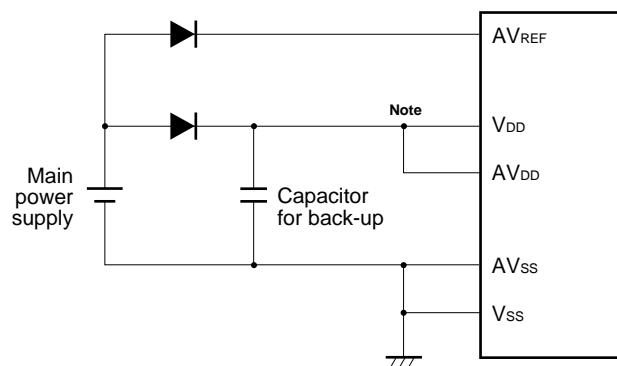 AVREF
Note
VDD
AVDD
Main
power
supply
Capacitor
for back-up
AVSS
VSS